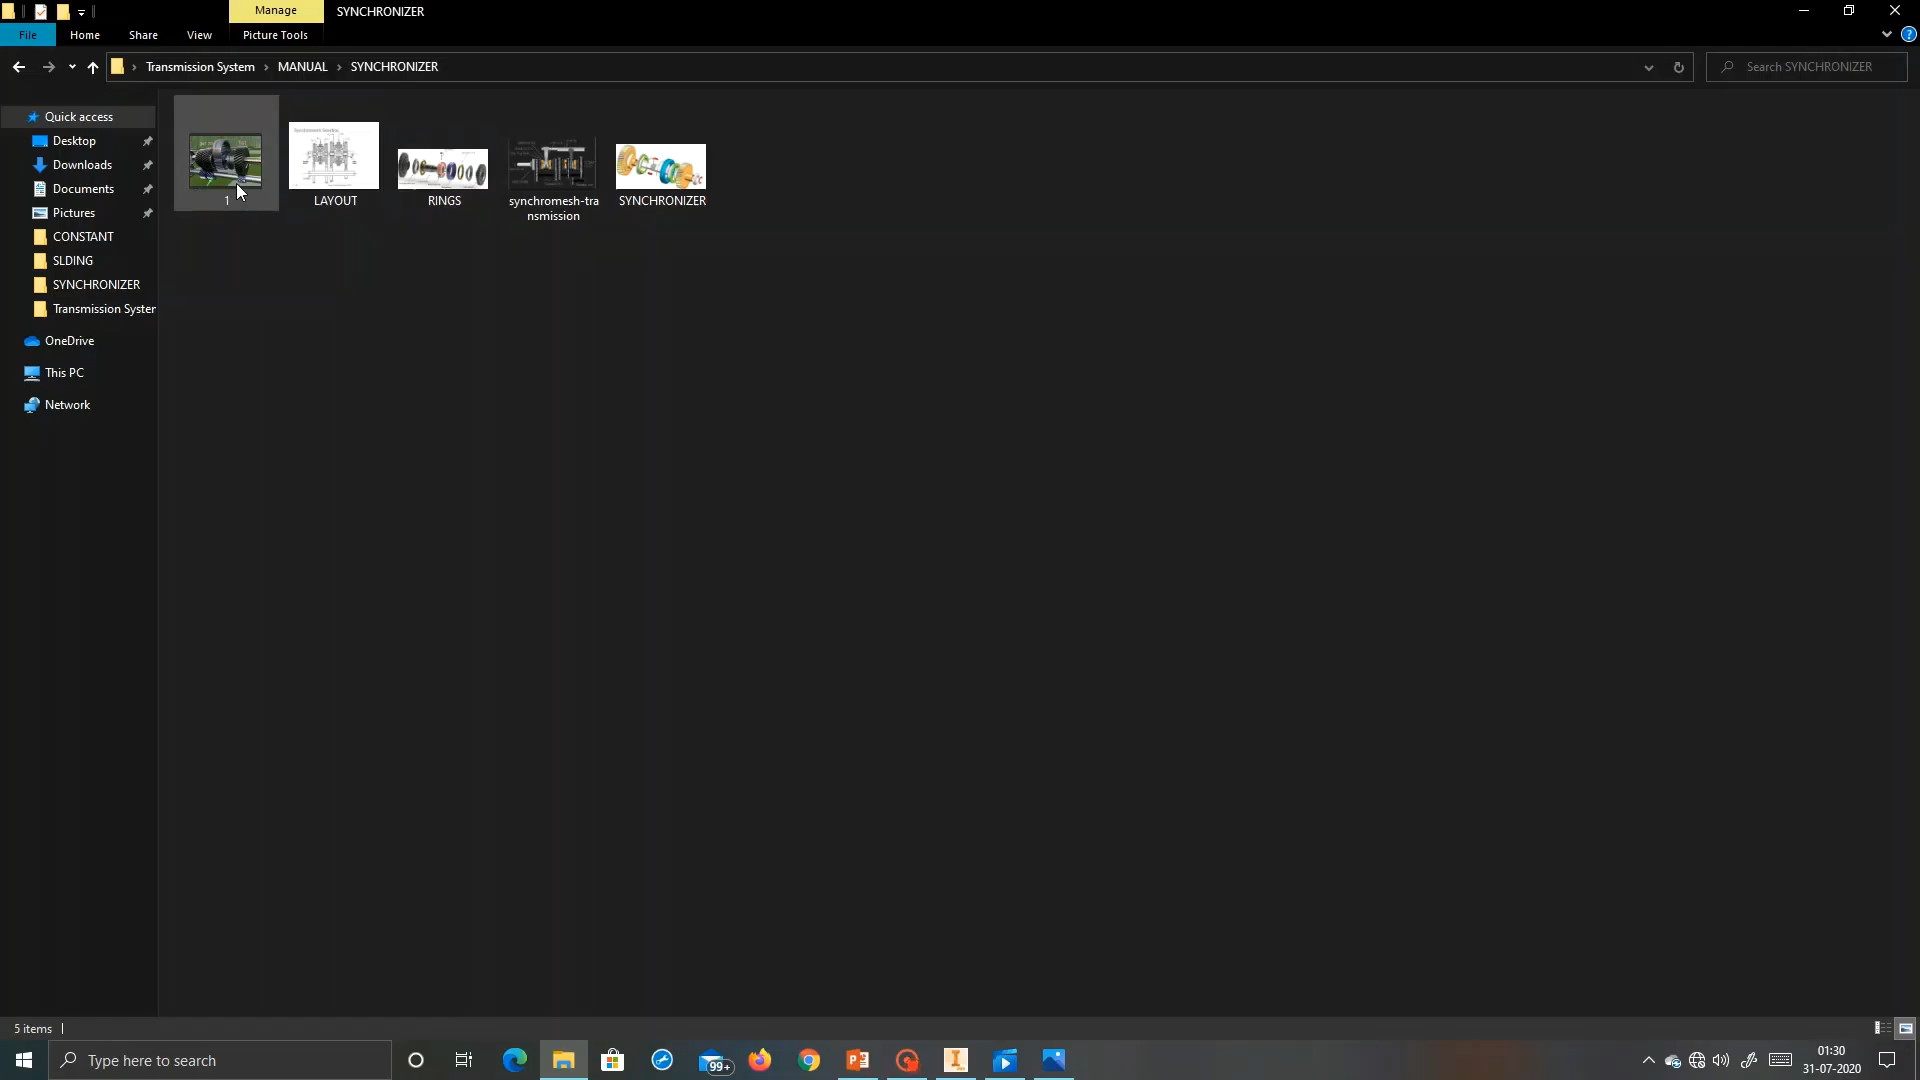 Manage
SYNCHRONIZER
File
Home
Share
View
Picture Tools
Transmission System
MANUAL
SYNCHRONIZER
Search SYNCHRONIZER
Quick access
Desktop
Downloads
Documents
Pictures
CONSTANT
SLDING
SYNCHRONIZER
Transmission Syster
OneDrive
This PC
Network
1
LAYOUT
RINGS
synchromesh-tra
nsmission
SYNCHRONIZER
5 items
Type here to search
99+
01:30
31-07-2020